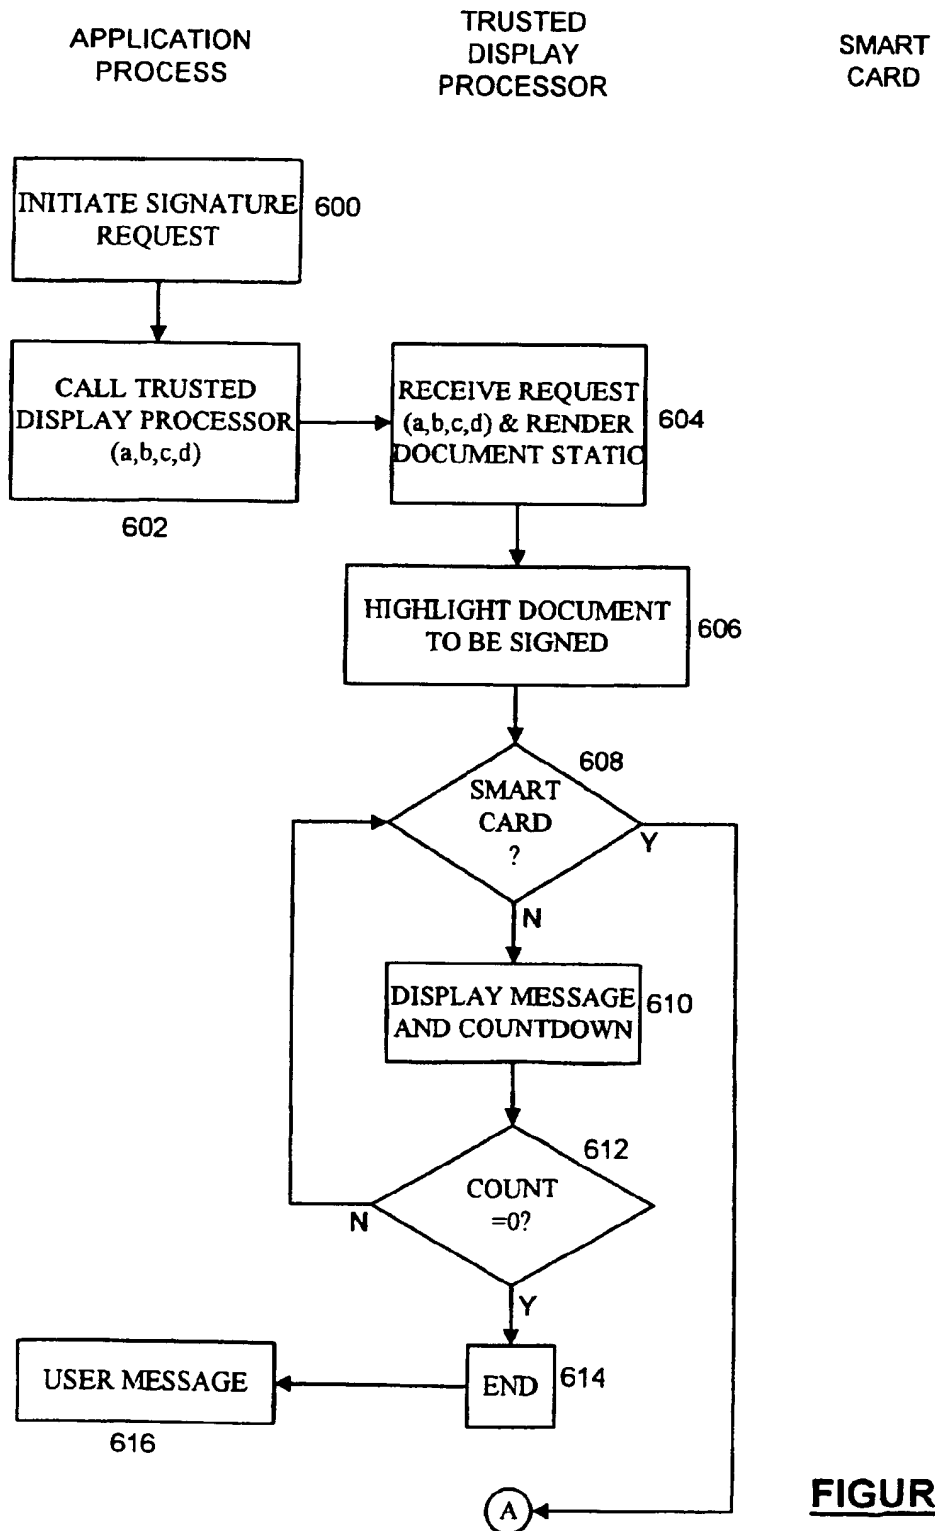 APPLICATION
PROCESS
TRUSTED
DISPLAY
PROCESSOR
SMART
CARD
INITIATE SIGNATURE
REQUEST
600
CALL TRUSTED
DISPLAY PROCESSOR
(a,b,c,d)
602
RECEIVE REQUEST
(a,b,c,d) & RENDER
DOCUMENT STATIC
604
HIGHLIGHT DOCUMENT
TO BE SIGNED
606
608
SMART
CARD
?
Y
N
DISPLAY MESSAGE
AND COUNTDOWN
610
612
COUNT
=0?
N
Y
USER MESSAGE
616
END
614
A
FIGUR